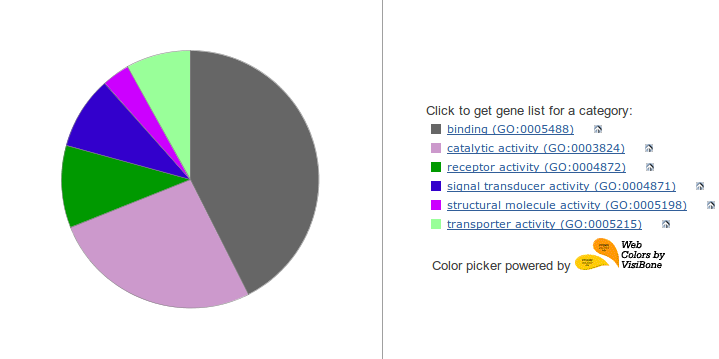 Click to get gene list for a category:
binding (GO:0005488)
catalytic activity (GO:0003824)
receptor activity (GO:0004872)
signal transducer activity (GO:0004871)
structural molecule activity (GO:0005198)
transporter activity (GO:0005215)
Color picker powered by
Web
Colors by
VisiBone